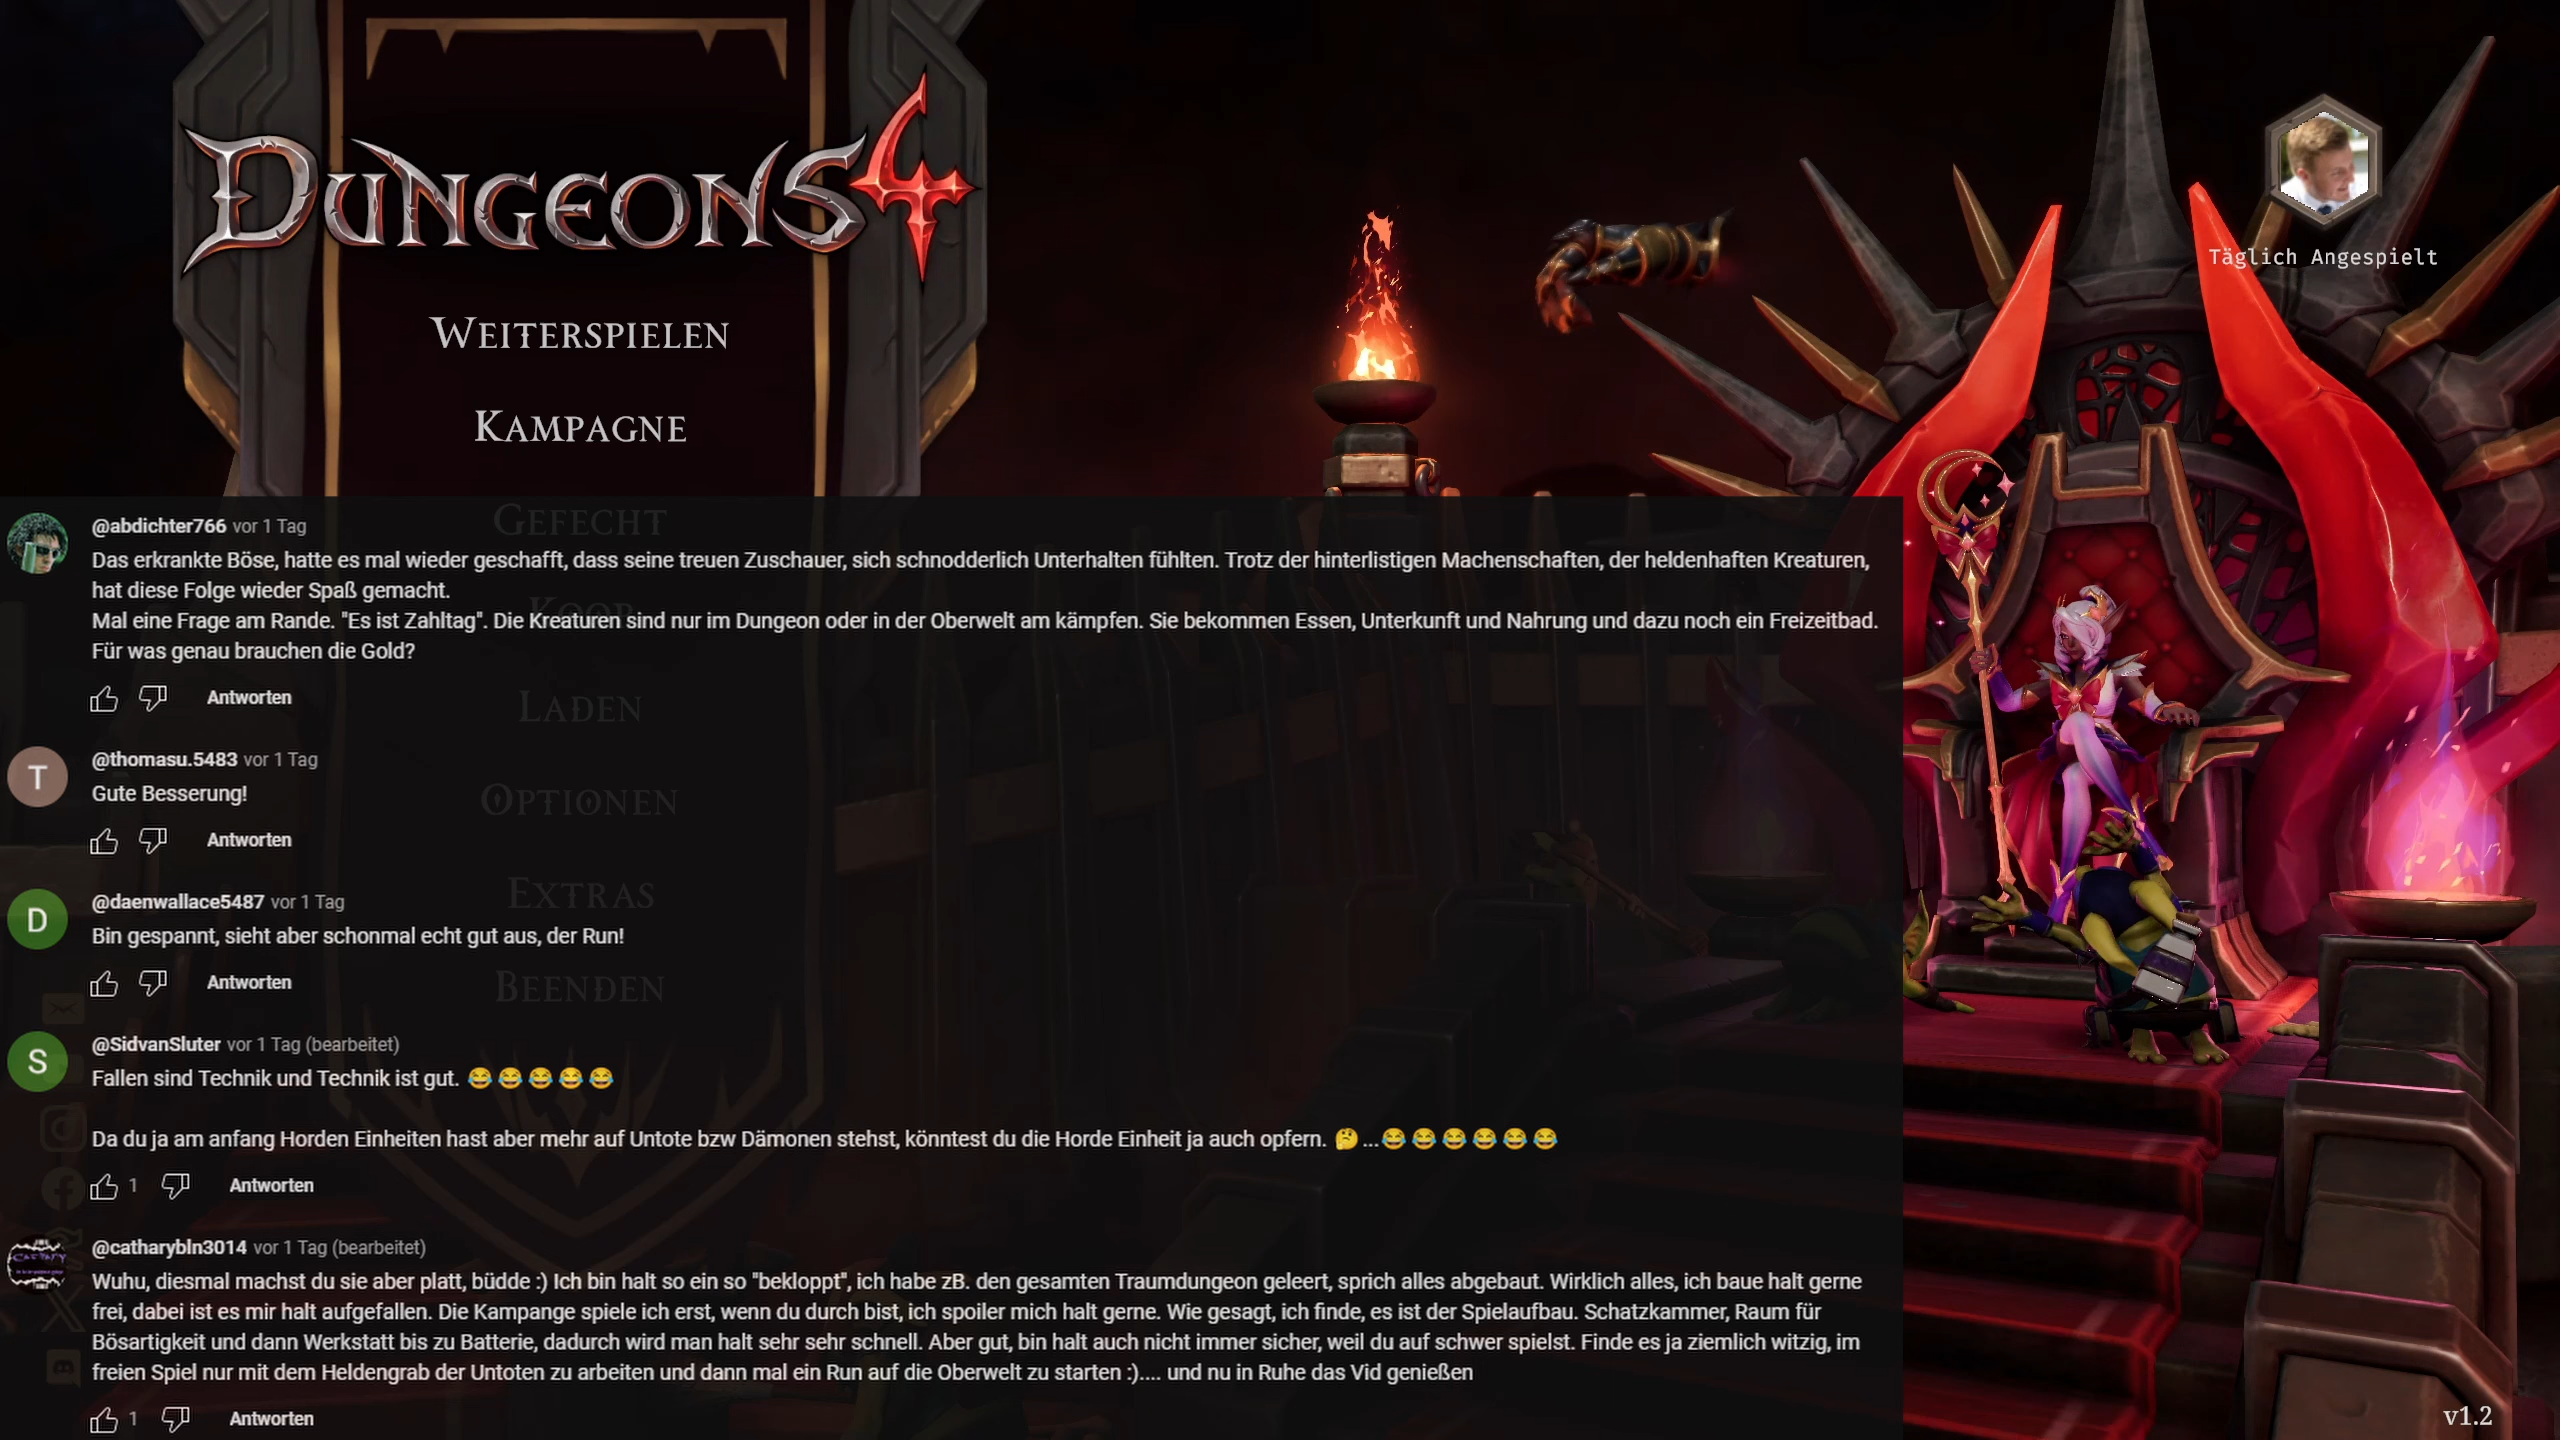 DUNGEONS 4
WEITERSPIELEN
KAMPAGNE
GEFECHT
KOOP
LADEN
OPTIONEN
EXTRAS
BEENDEN
Täglich Angespielt
@abdichter766 vor 1 Tag
Das erkrankte Böse, hatte es mal wieder geschafft, dass seine treuen Zuschauer, sich schnodderlich Unterhalten fühlten. Trotz der hinterlistigen Machenschaften, der heldenhaften Kreaturen,
hat diese Folge wieder Spaß gemacht.
Mal eine Frage am Rande. "Es ist Zahltag". Die Kreaturen sind nur im Dungeon oder in der Oberwelt am kämpfen. Sie bekommen Essen, Unterkunft und Nahrung und dazu noch ein Freizeitbad.
Für was genau brauchen die Gold?
Antworten
T
@thomasu.5483 vor 1 Tag
Gute Besserung!
Antworten
D
@daenwallace5487 vor 1 Tag
Bin gespannt, sieht aber schonmal echt gut aus, der Run!
Antworten
S
@SidvanSluter vor 1 Tag (bearbeitet)
Fallen sind Technik und Technik ist gut. 😂😂😂😂😂
Da du ja am anfang Horden Einheiten hast aber mehr auf Untote bzw Dämonen stehst, könntest du die Horde Einheit ja auch opfern. 🤔...😂😂😂😂😂😂
1 Antworten
@catharybln3014 vor 1 Tag (bearbeitet)
Wuhu, diesmal machst du sie aber platt, büdde :) Ich bin halt so ein so "bekloppt", ich habe zB. den gesamten Traumdungeon geleert, sprich alles abgebaut. Wirklich alles, ich baue halt gerne
frei, dabei ist es mir halt aufgefallen. Die Kampange spiele ich erst, wenn du durch bist, ich spoiler mich halt gerne. Wie gesagt, ich finde, es ist der Spielaufbau. Schatzkammer, Raum für
Bösartigkeit und dann Werkstatt bis zu Batterie, dadurch wird man halt sehr sehr schnell. Aber gut, bin halt auch nicht immer sicher, weil du auf schwer spielst. Finde es ja ziemlich witzig, im
freien Spiel nur mit dem Heldengrab der Untoten zu arbeiten und dann mal ein Run auf die Oberwelt zu starten :).... und nu in Ruhe das Vid genießen
1 Antworten
v1.2